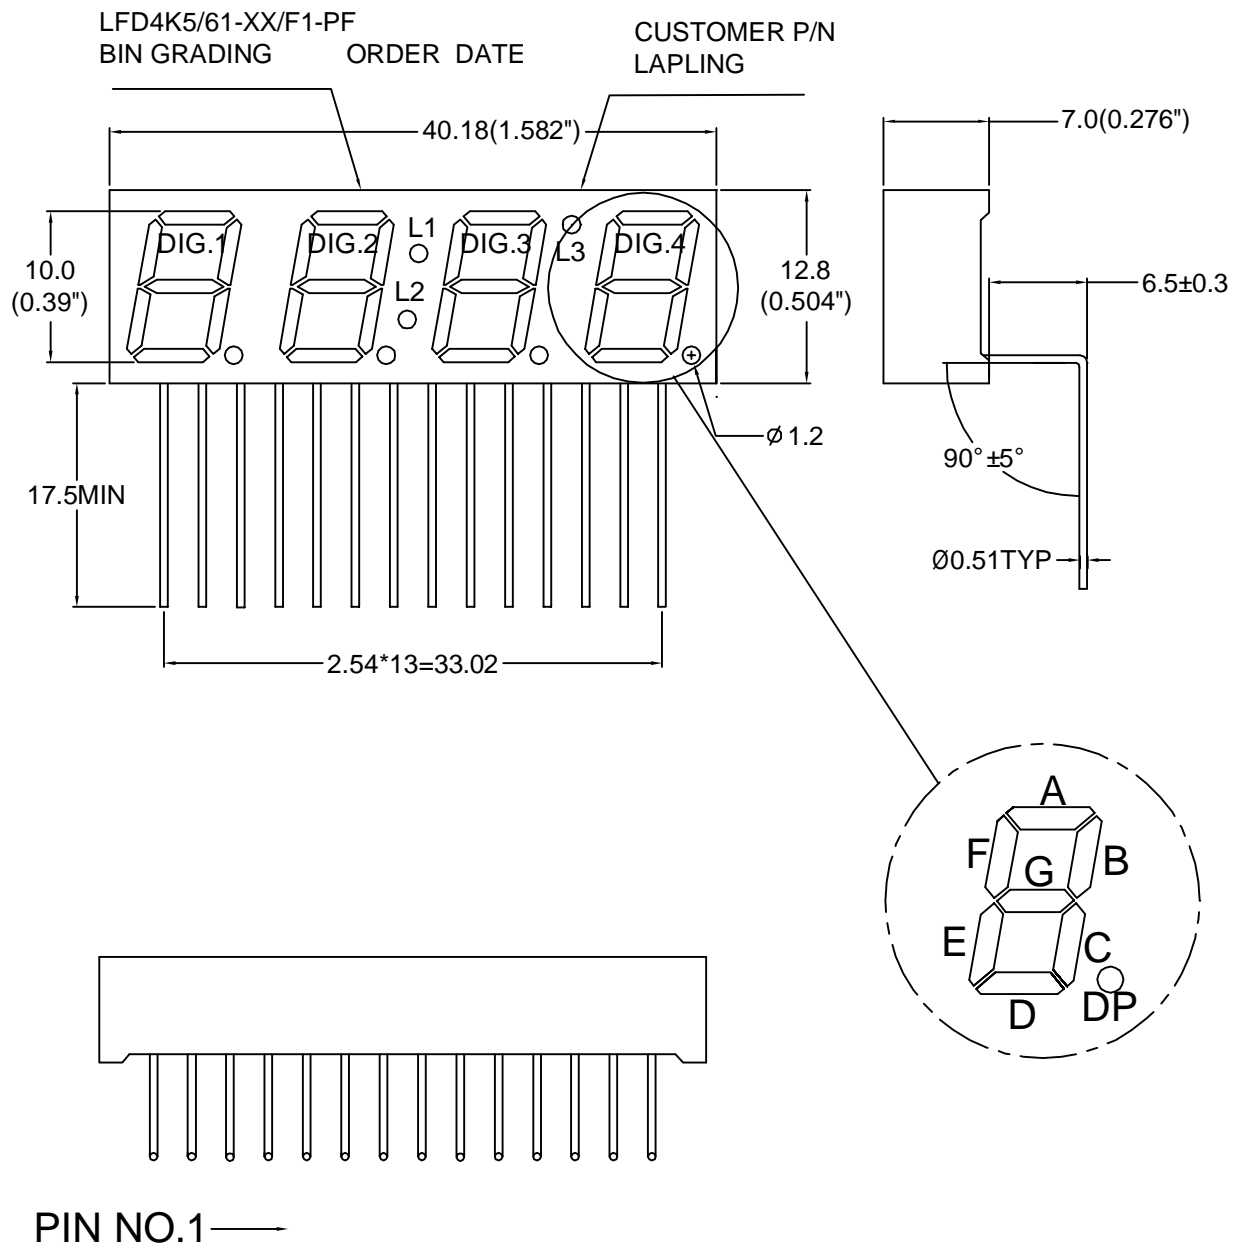 LFD4K5/61-XX/F1-PF
BIN GRADING ORDER DATE
CUSTOMER P/N
LAPLING
40.18(1.582")
7.0(0.276")
DIG.1
DIG.2
L1
DIG.3
L3
DIG.4
L2
10.0
(0.39")
12.8
(0.504")
6.5±0.3
Ø1.2
90°±5°
17.5MIN
Ø0.51TYP
2.54*13=33.02
A
F
B
G
E
C
D
DP
PIN NO.1